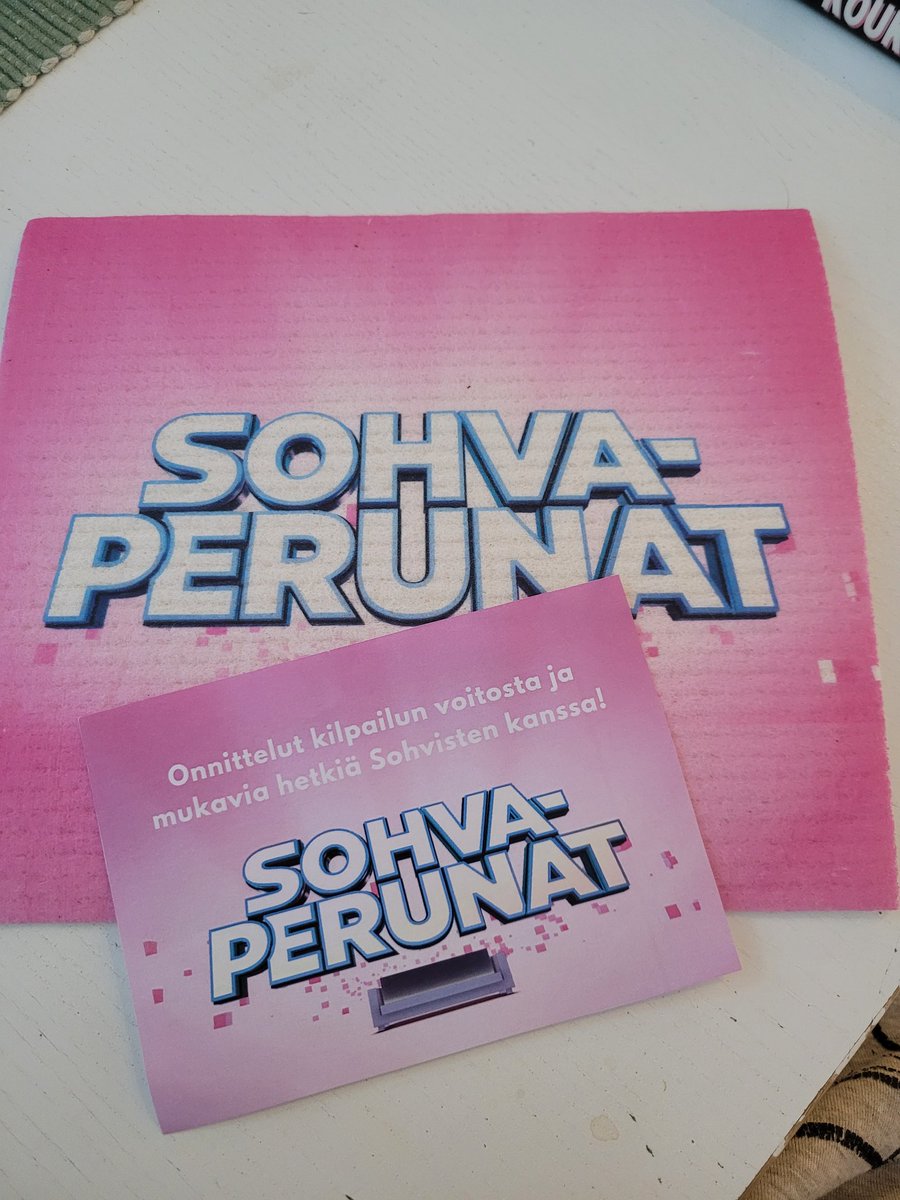 SOHVA-
PERUNAT
Onnittelut kilpailun voitosta ja
mukavia hetkiä Sohvisten kanssa!
SOHVA-
PERUNAT